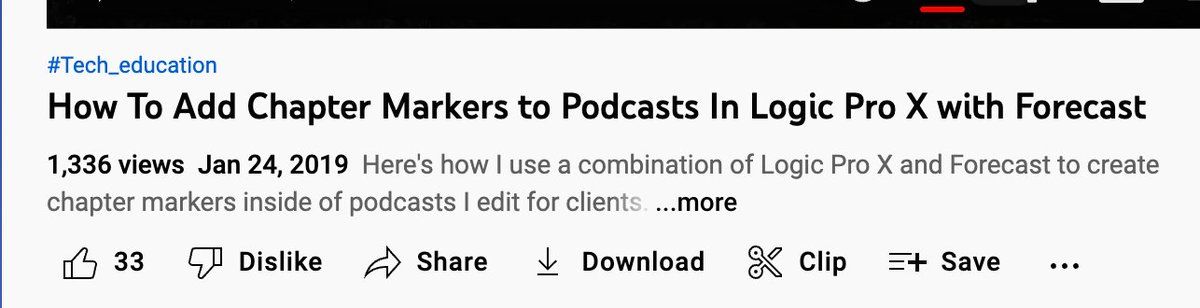 #Tech_education
How To Add Chapter Markers to Podcasts In Logic Pro X with Forecast
1,336 views Jan 24, 2019 Here's how I use a combination of Logic Pro X and Forecast to create
chapter markers inside of podcasts I edit for clients. ...more
33 Dislike Share Download Clip Save ...